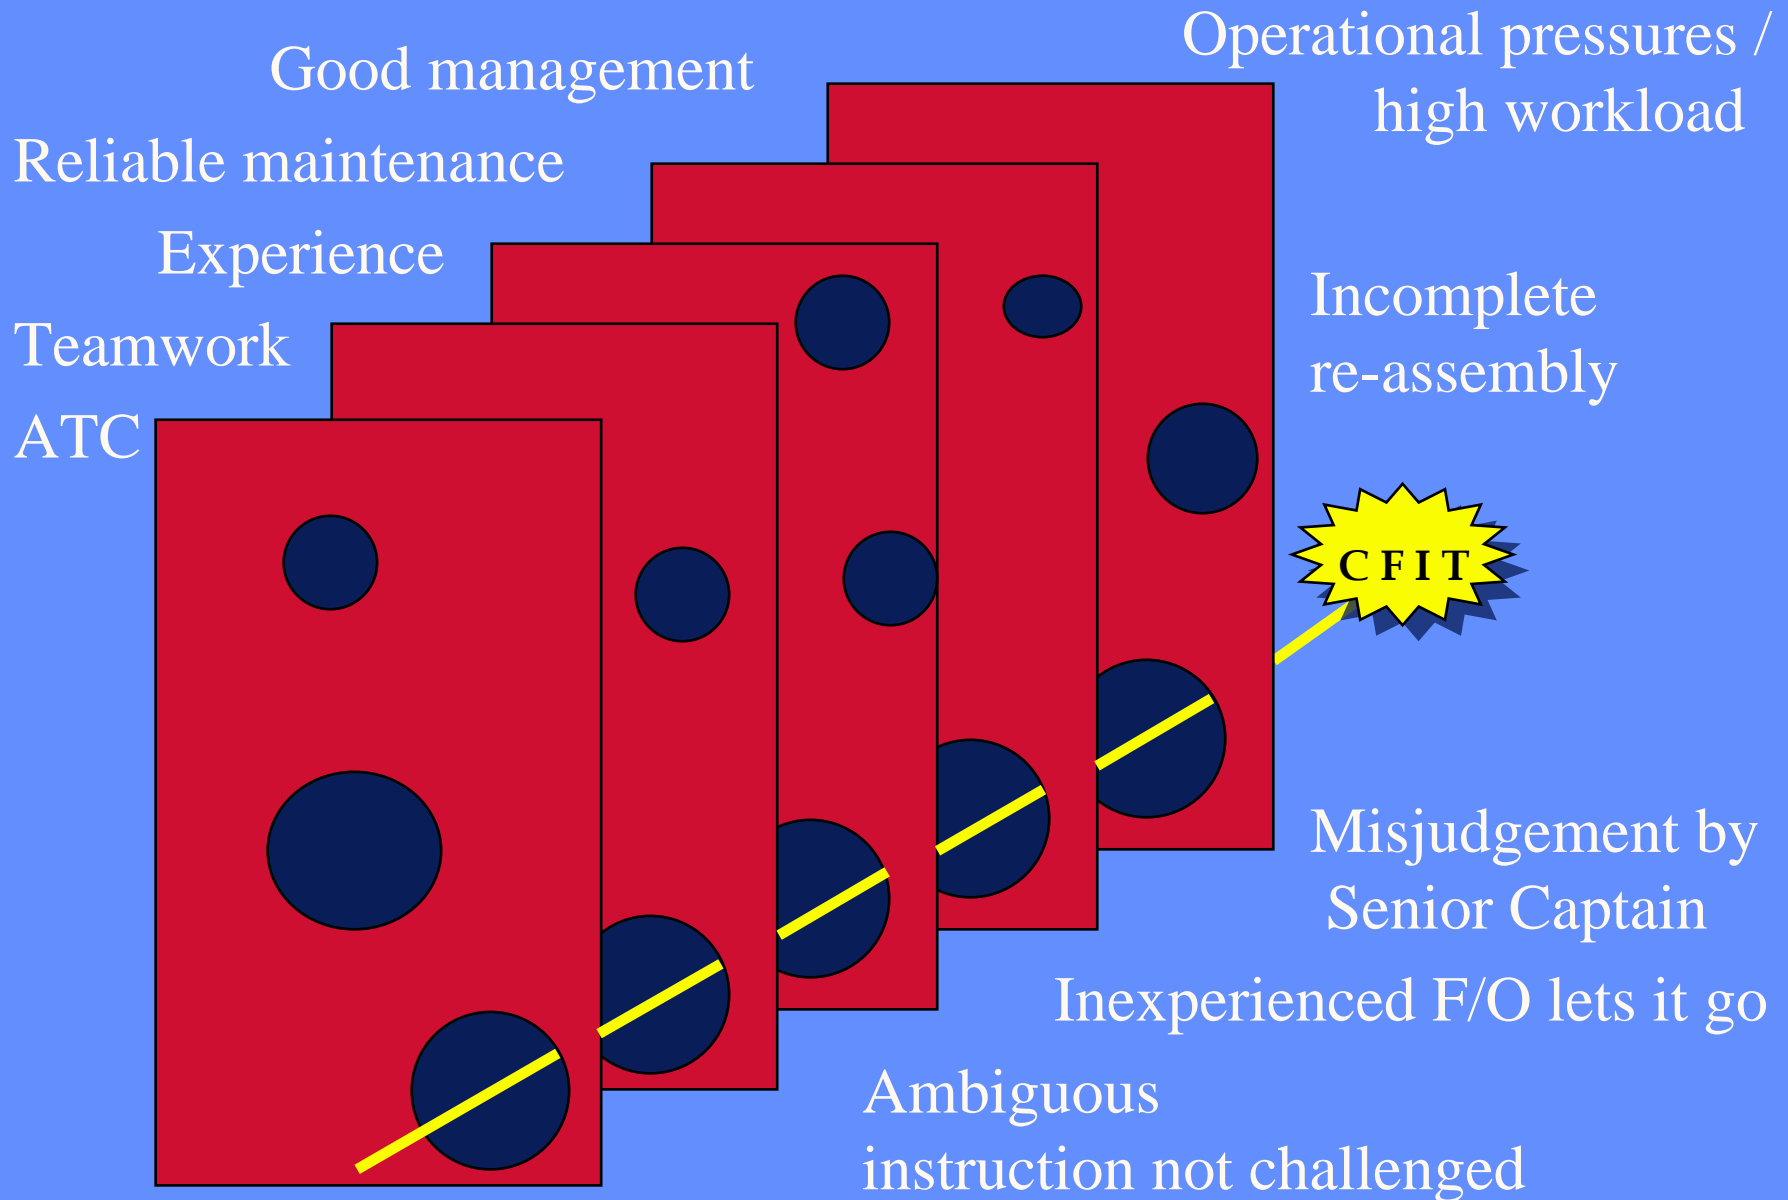 Good management
Reliable maintenance
Experience
Teamwork
ATC
Operational pressures /
high workload
Incomplete
re-assembly
C F I T
Misjudgement by
Senior Captain
Inexperienced F/O lets it go
Ambiguous
instruction not challenged